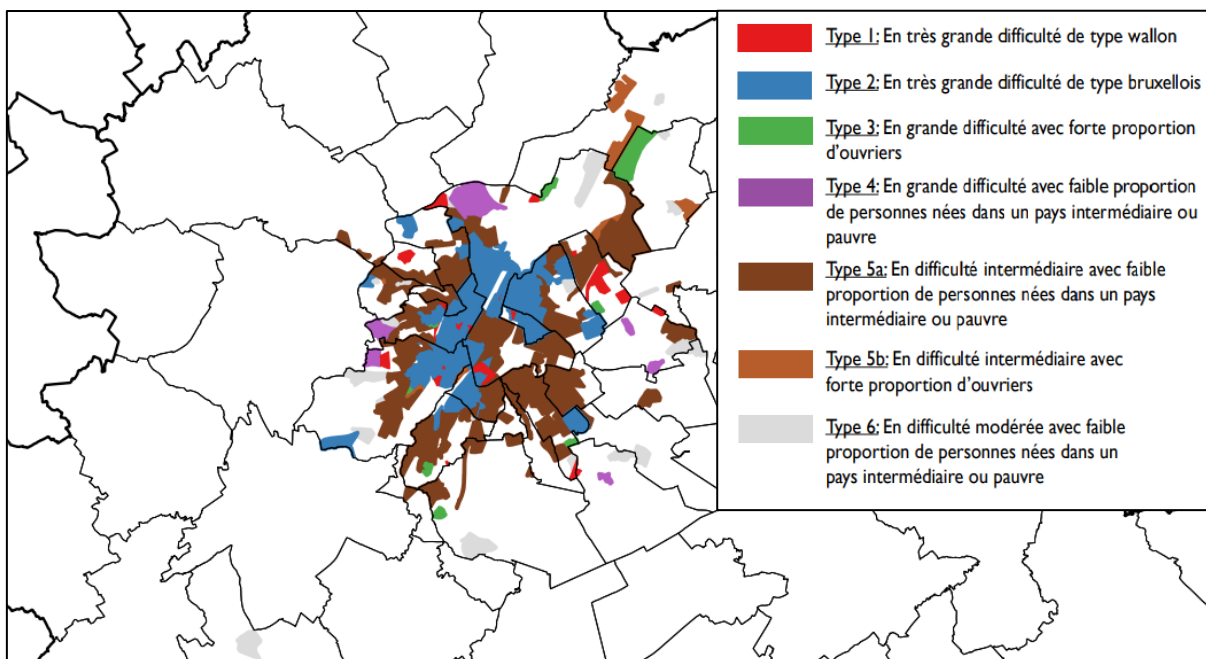 Type 1: En très grande difficulté de type wallon
Type 2: En très grande difficulté de type bruxellois
Type 3: En grande difficulté avec forte proportion
d'ouvriers
Type 4: En grande difficulté avec faible proportion
de personnes nées dans un pays intermédiaire ou
pauvre
Type 5a: En difficulté intermédiaire avec faible
proportion de personnes nées dans un pays
intermédiaire ou pauvre
Type 5b: En difficulté intermédiaire avec
forte proportion d'ouvriers
Type 6: En difficulté modérée avec faible
proportion de personnes nées dans un
pays intermédiaire ou pauvre